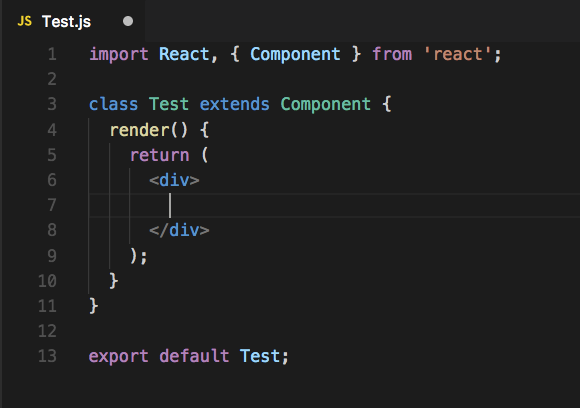 JS Test.js
1 import React, { Component } from 'react';
2
3 class Test extends Component {
4   render() {
5     return (
6       <div>
7
8       </div>
9     );
10   }
11 }
12
13 export default Test;